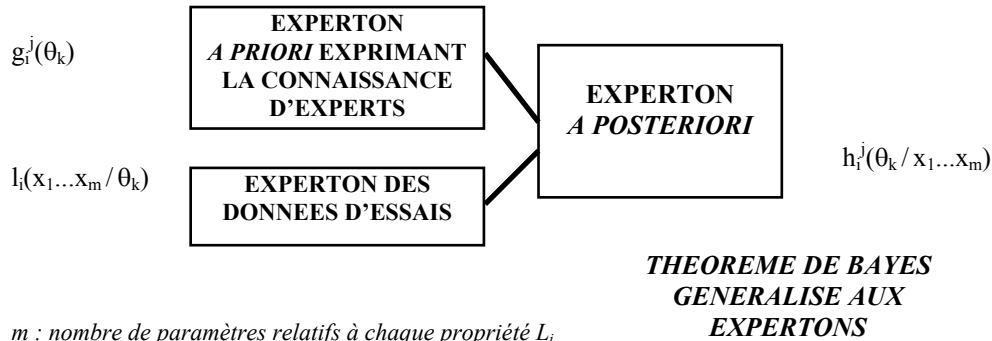 g_i^j(θ_k)
EXPERTON
A PRIORI EXPRIMANT
LA CONNAISSANCE
D'EXPERTS
EXPERTON
A POSTERIORI
h_i^j(θ_k / x_1...x_m)
l_i(x_1...x_m / θ_k)
EXPERTON DES
DONNEES D'ESSAIS
THEOREME DE BAYES
GENERALISE AUX
EXPERTONS
m : nombre de paramètres relatifs à chaque propriété L_i